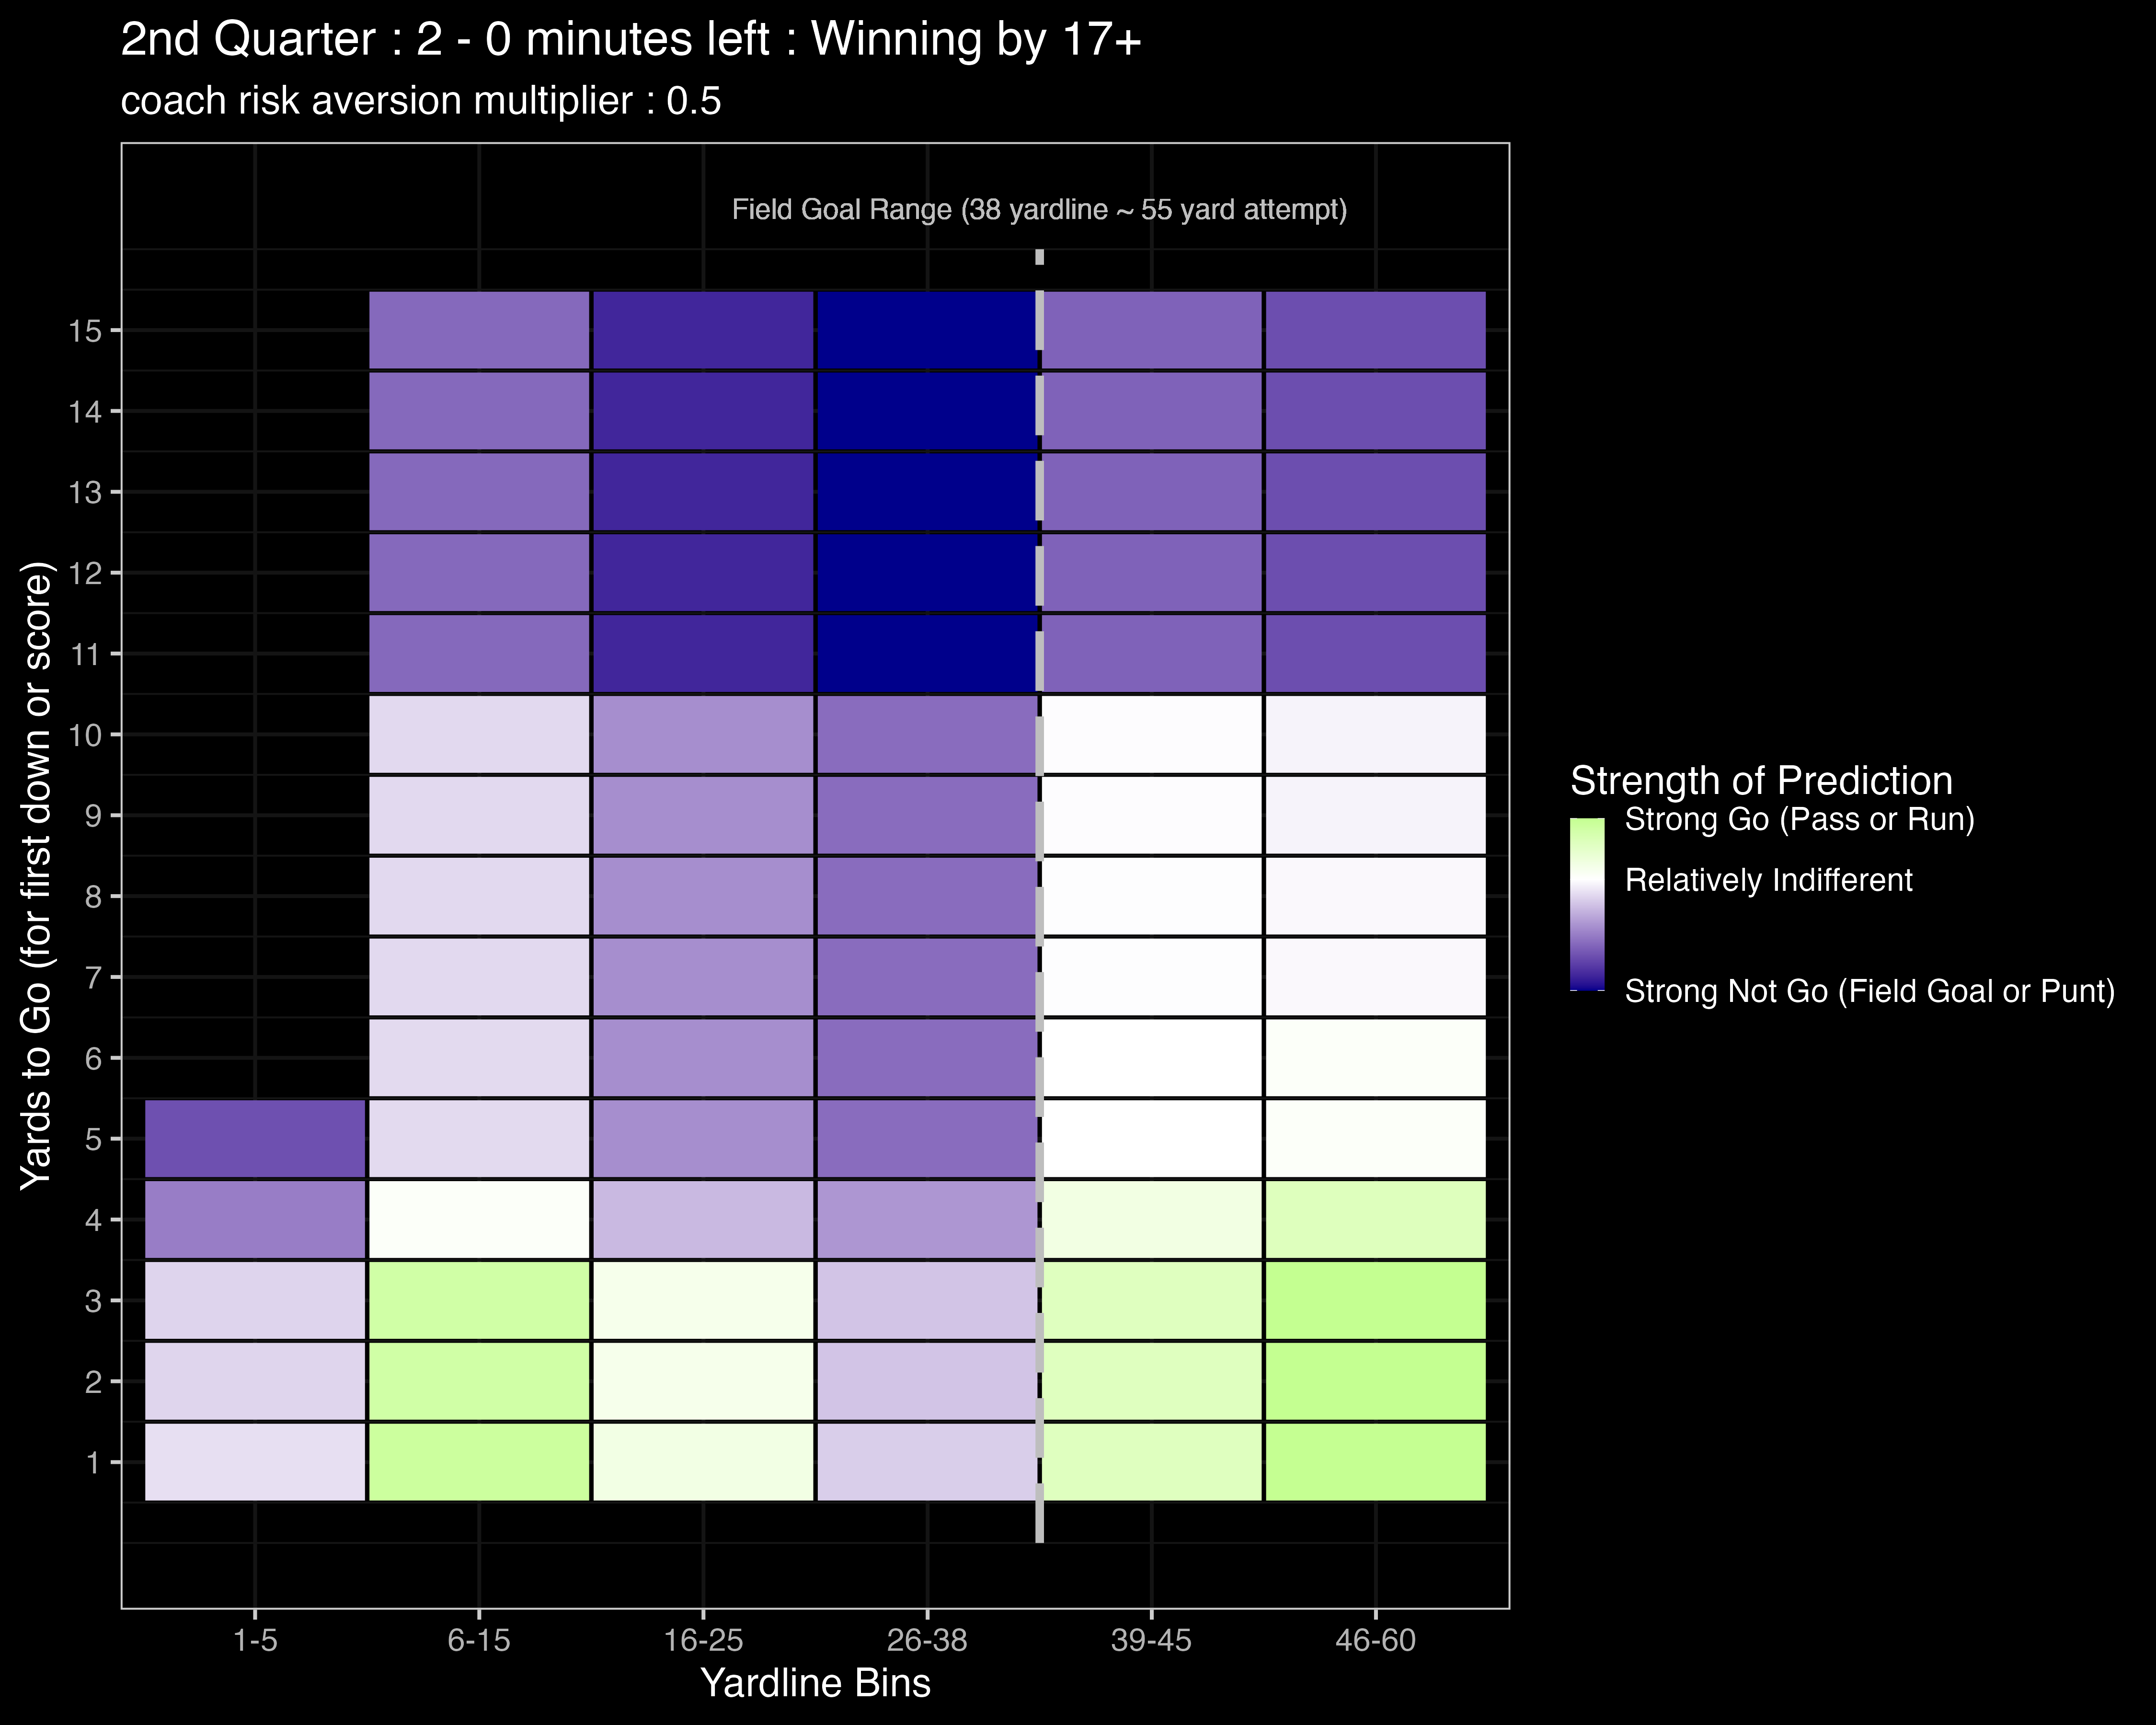 2nd Quarter : 2 - 0 minutes left : Winning by 17+
coach risk aversion multiplier : 0.5
Field Goal Range (38 yardline ~ 55 yard attempt)
Yards to Go (for first down or score)
15
14
13
12
11
10
9
8
7
6
5
4
3
2
1
1-5
6-15
16-25
26-38
39-45
46-60
Yardline Bins
Strength of Prediction
Strong Go (Pass or Run)
Relatively Indifferent
Strong Not Go (Field Goal or Punt)